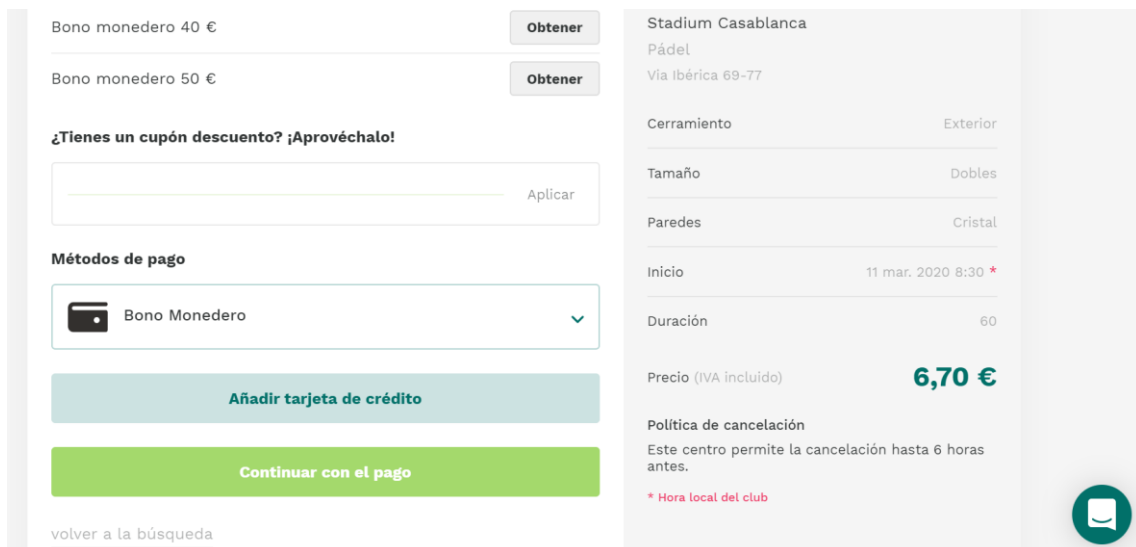 Bono monedero 40 €
Obtener
Bono monedero 50 €
Obtener
¿Tienes un cupón descuento? ¡Aprovéchalo!
Aplicar
Métodos de pago
Bono Monedero
Añadir tarjeta de crédito
Continuar con el pago
volver a la búsqueda
Stadium Casablanca
Pádel
Via Ibérica 69-77
Cerramiento
Exterior
Tamaño
Dobles
Paredes
Cristal
Inicio
11 mar. 2020 8:30 *
Duración
60
Precio (IVA incluido)
6,70 €
Política de cancelación
Este centro permite la cancelación hasta 6 horas
antes.
* Hora local del club